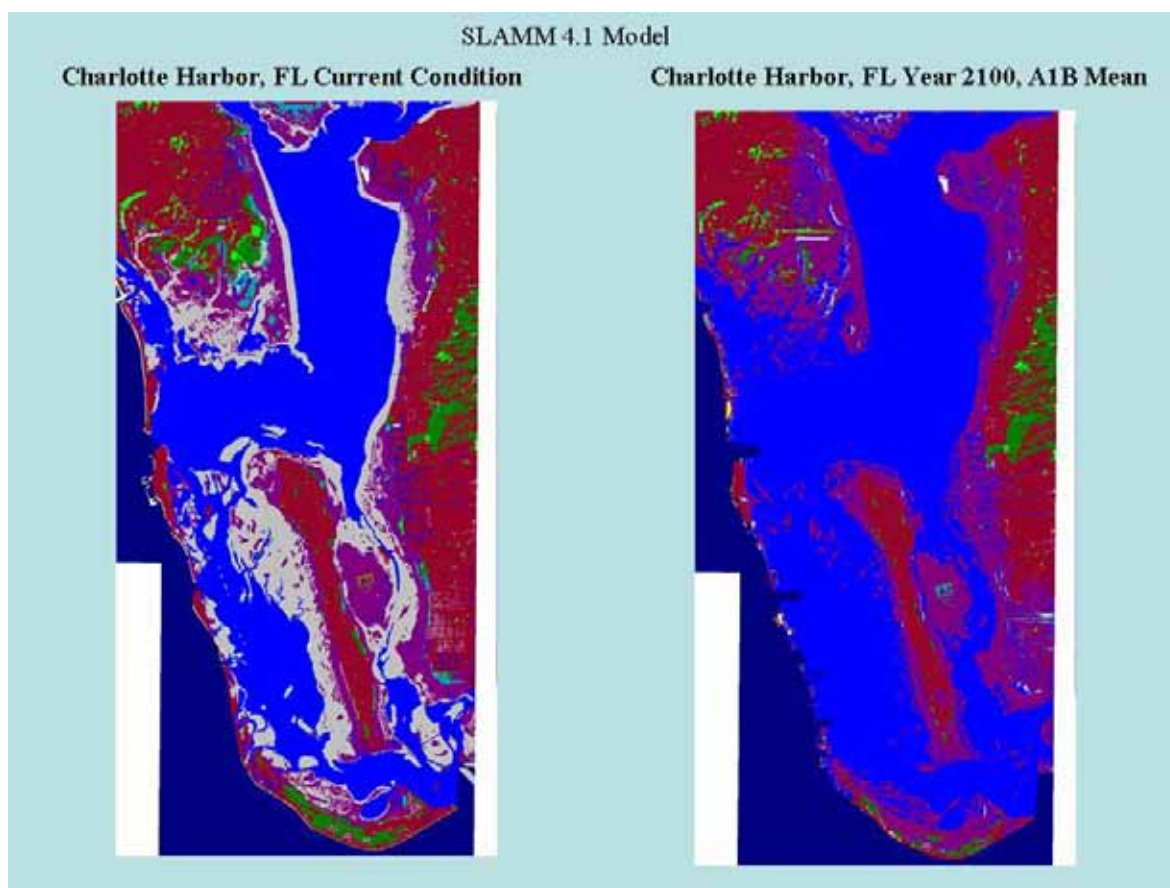 SLAMM 4.1 Model
Charlotte Harbor, FL Current Condition
Charlotte Harbor, FL Year 2100, A1B Mean